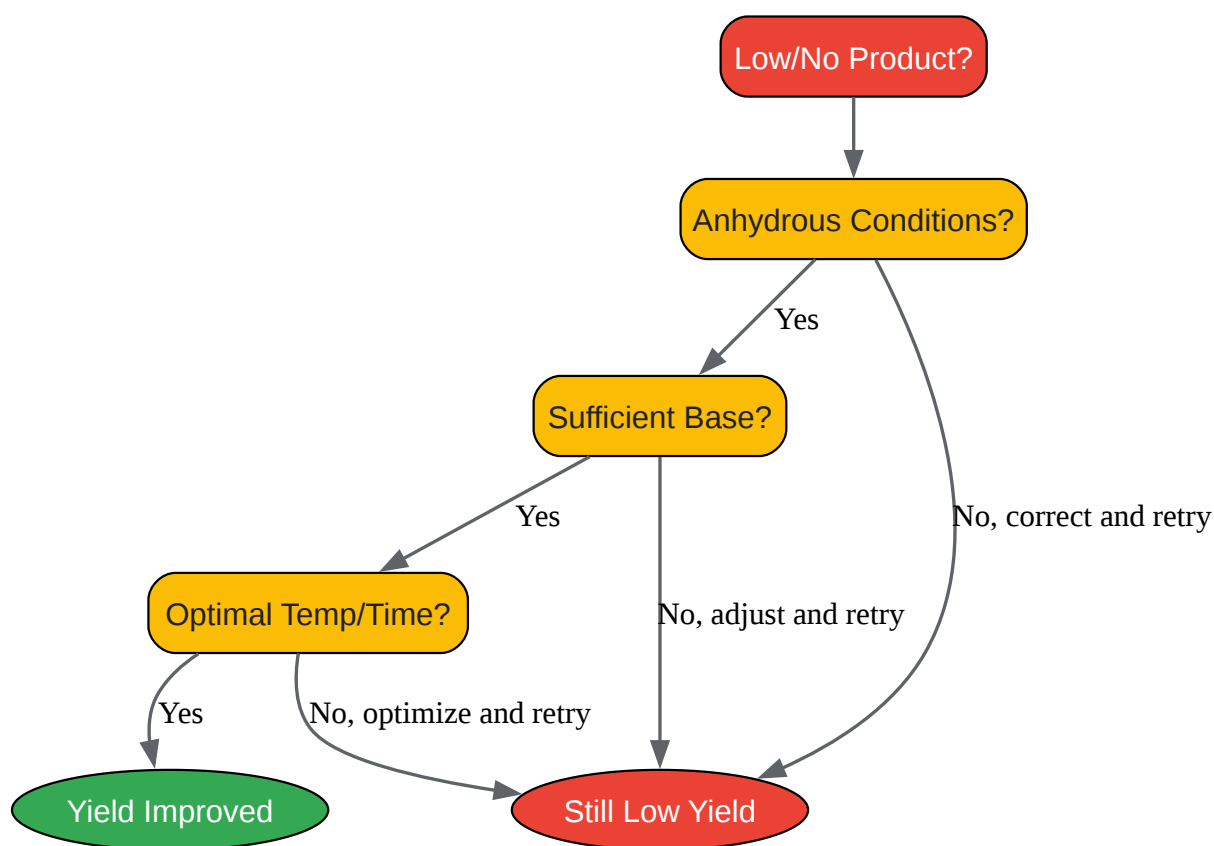 Low/No Product?
Anhydrous Conditions?
Yes
Sufficient Base?
Yes
No, correct and retry
Optimal Temp/Time?
No, adjust and retry
Yes
No, optimize and retry
Yield Improved
Still Low Yield